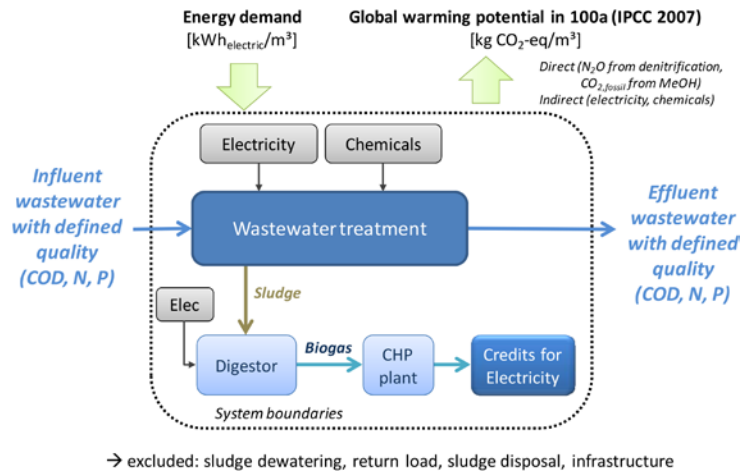 Energy demand
[kWhelectric/m³]
Global warming potential in 100a (IPCC 2007)
[kg CO2-eq/m³]
Direct (N2O from denitrification,
CO2,fossil from MeOH)
Indirect (electricity, chemicals)
Electricity
Chemicals
Influent
wastewater
with defined
quality
(COD, N, P)
Wastewater treatment
Effluent
wastewater
with defined
quality
(COD, N, P)
Sludge
Elec
Digestor
Biogas
CHP
plant
Credits for
Electricity
System boundaries
→ excluded: sludge dewatering, return load, sludge disposal, infrastructure